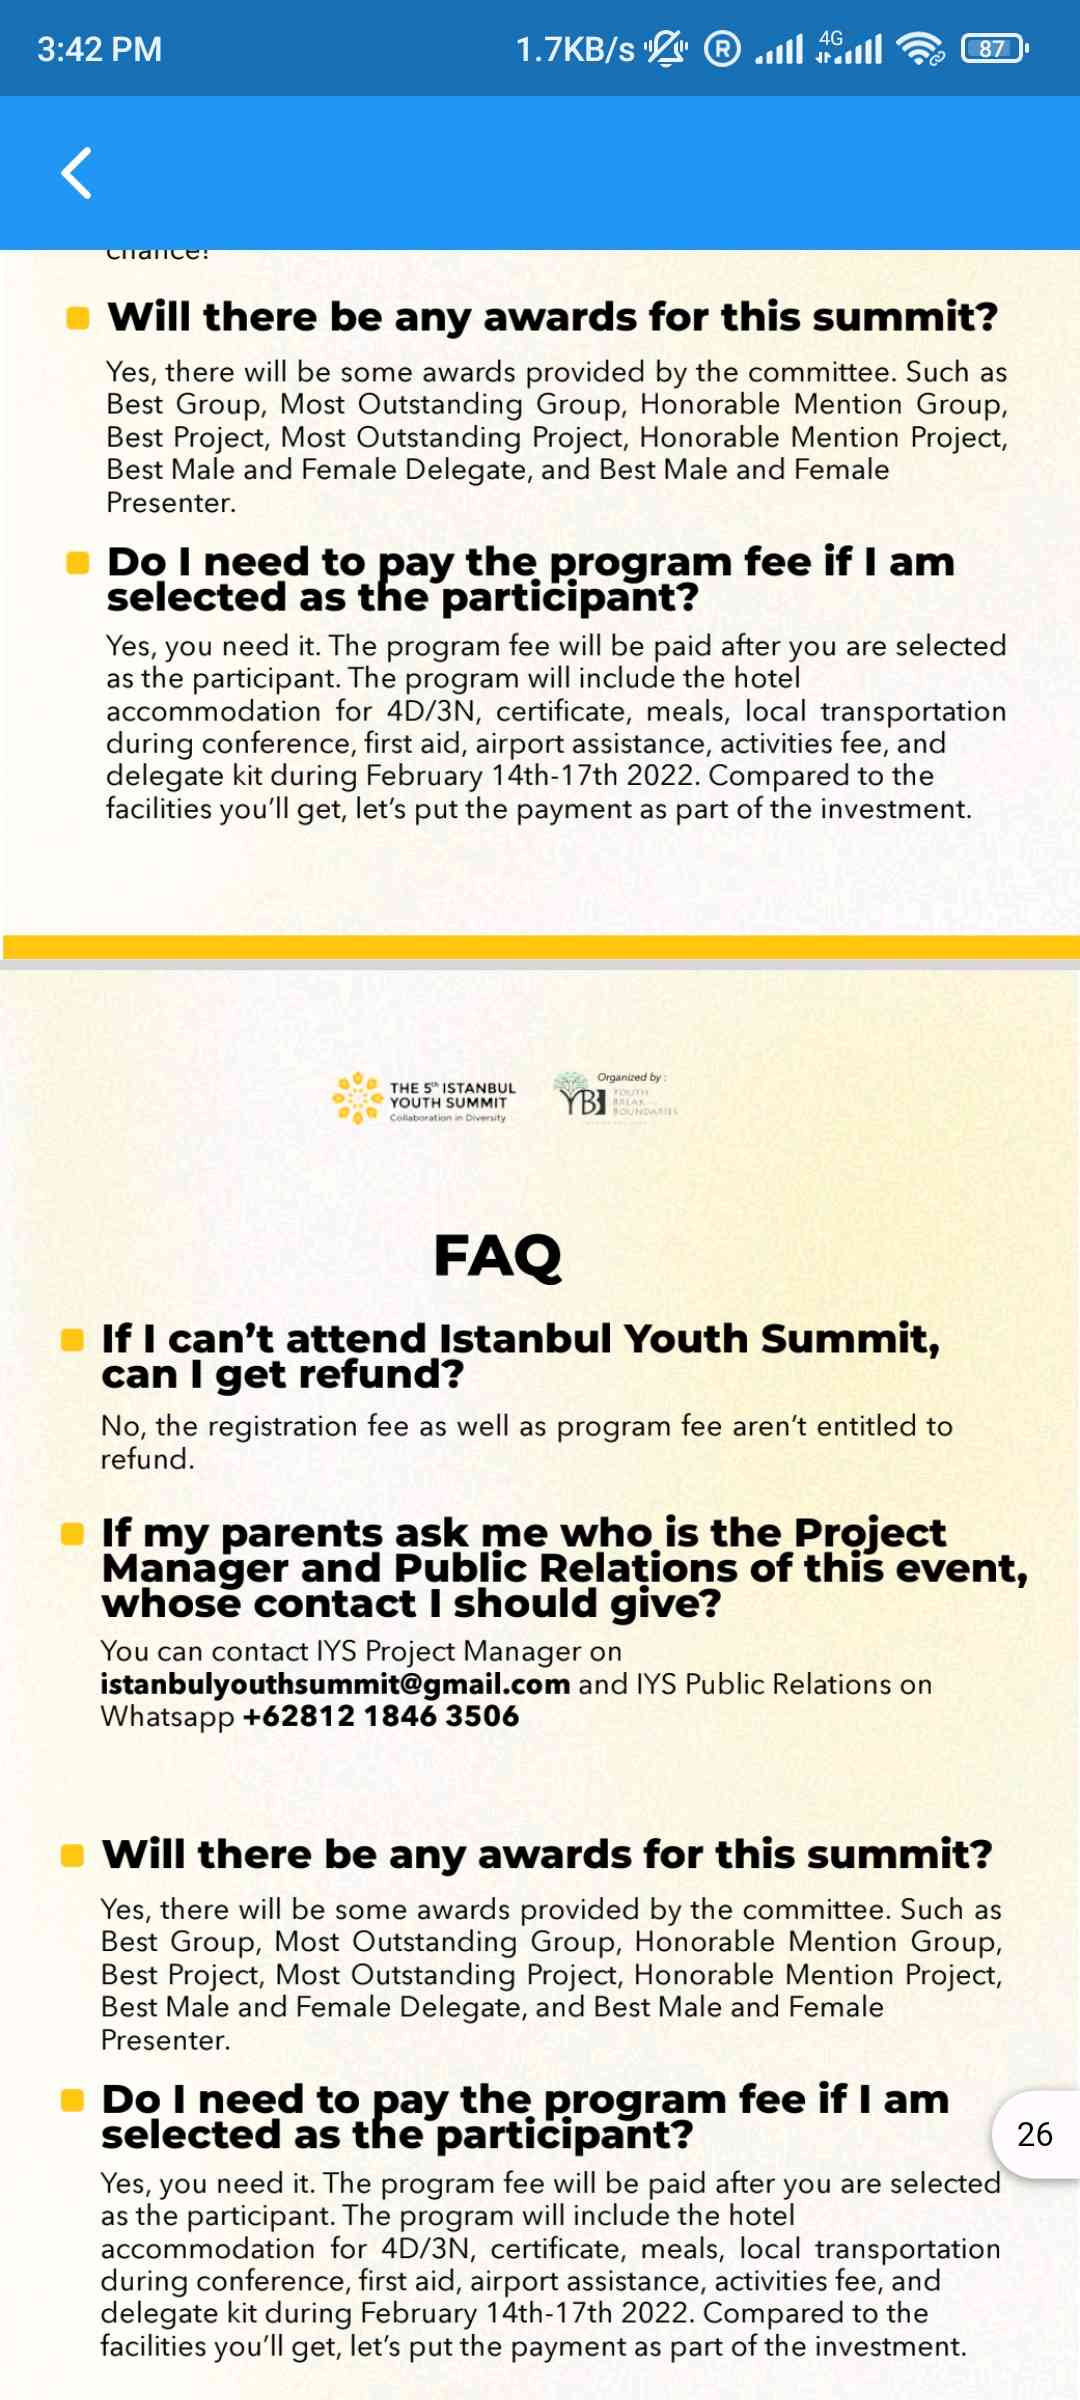 3:42 PM
1.7KB/s
R
4G
87
chance!
Will there be any awards for this summit?
Yes, there will be some awards provided by the committee. Such as
Best Group, Most Outstanding Group, Honorable Mention Group,
Best Project, Most Outstanding Project, Honorable Mention Project,
Best Male and Female Delegate, and Best Male and Female
Presenter.
Do I need to pay the program fee if I am
selected as the participant?
Yes, you need it. The program fee will be paid after you are selected
as the participant. The program will include the hotel
accommodation for 4D/3N, certificate, meals, local transportation
during conference, first aid, airport assistance, activities fee, and
delegate kit during February 14th-17th 2022. Compared to the
facilities you'll get, let's put the payment as part of the investment.
THE 5th ISTANBUL
YOUTH SUMMIT
Collaboration in Diversity
Organized by :
YBB
YOUTH
BREAK
BOUNDARIES
FAQ
If I can't attend Istanbul Youth Summit,
can I get refund?
No, the registration fee as well as program fee aren't entitled to
refund.
If my parents ask me who is the Project
Manager and Public Relations of this event,
whose contact I should give?
You can contact IYS Project Manager on
istanbulyouthsummit@gmail.com and IYS Public Relations on
Whatsapp +62812 1846 3506
Will there be any awards for this summit?
Yes, there will be some awards provided by the committee. Such as
Best Group, Most Outstanding Group, Honorable Mention Group,
Best Project, Most Outstanding Project, Honorable Mention Project,
Best Male and Female Delegate, and Best Male and Female
Presenter.
Do I need to pay the program fee if I am
selected as the participant?
26
Yes, you need it. The program fee will be paid after you are selected
as the participant. The program will include the hotel
accommodation for 4D/3N, certificate, meals, local transportation
during conference, first aid, airport assistance, activities fee, and
delegate kit during February 14th-17th 2022. Compared to the
facilities you'll get, let's put the payment as part of the investment.